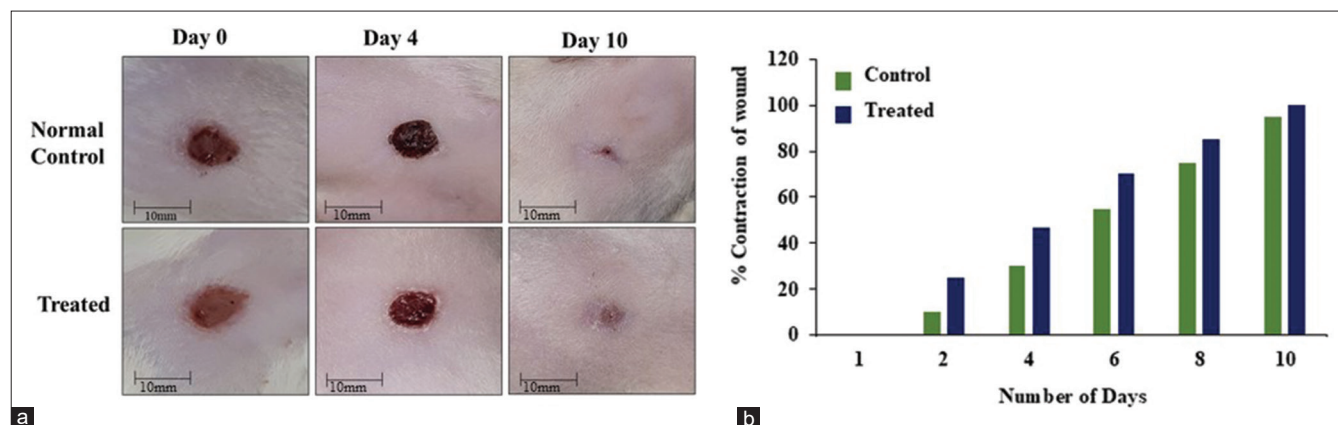 Day 0
Day 4
Day 10
Normal
Control
10mm
10mm
10mm
Treated
10mm
10mm
10mm
a
% Contraction of wound
120
100
80
60
40
20
0
Control
Treated
1 2 4 6 8 10
Number of Days
b